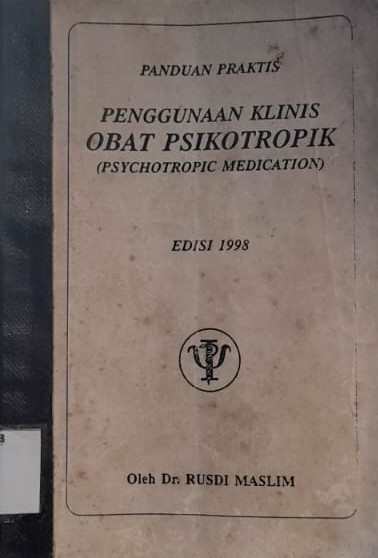 PANDUAN PRAKTIS
PENGGUNAAN KLINIS
OBAT PSIKOTROPIK
(PSYCHOTROPIC MEDICATION)
EDISI 1998
Oleh Dr. RUSDI MASLIM